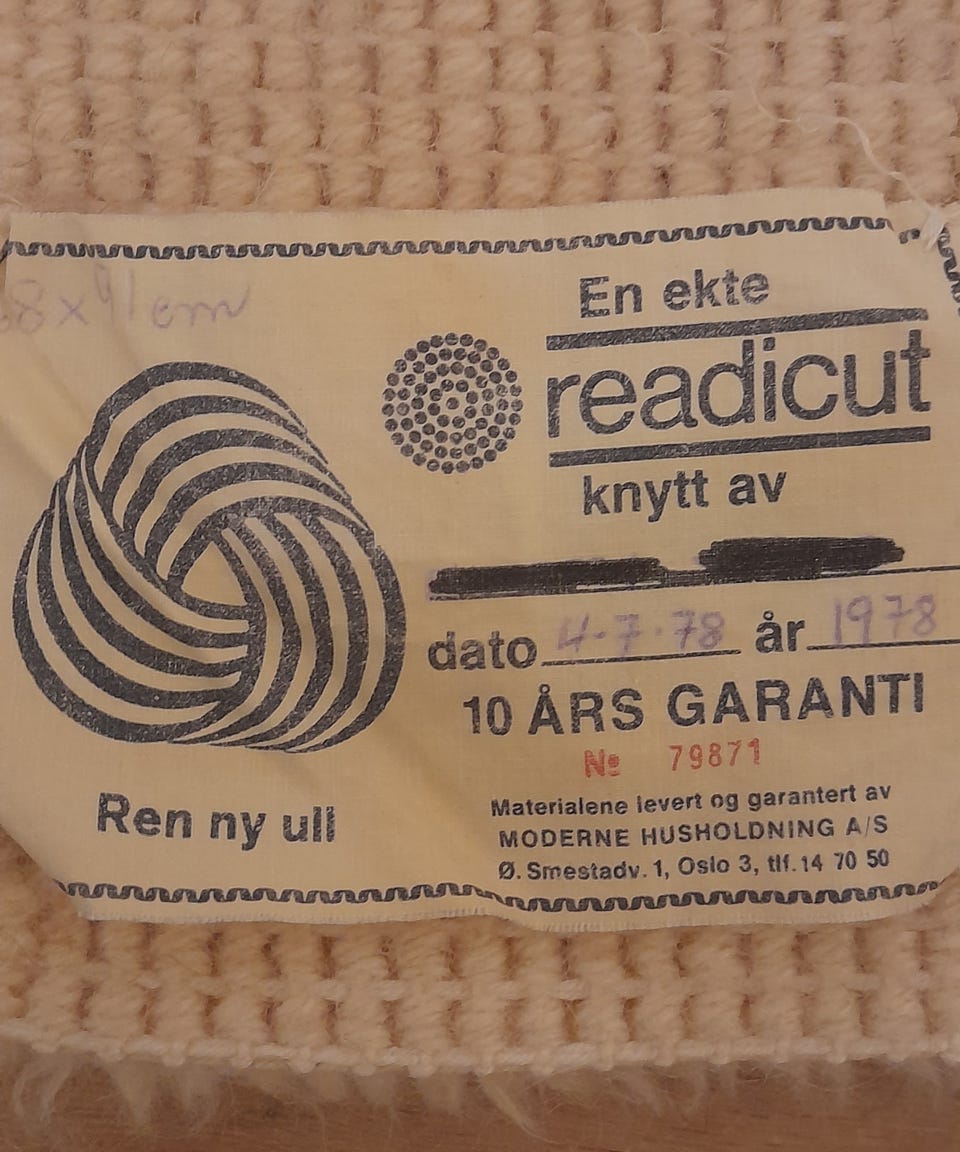 En ekte
readicut
knytt av
dato 4-7-78 år 1978
10 ÅRS GARANTI
№ 79871
Materialene levert og garantert av
MODERNE HUSHOLDNING A/S
Ø. Smestadv. 1, Oslo 3, tlf. 14 70 50
Ren ny ull
cm